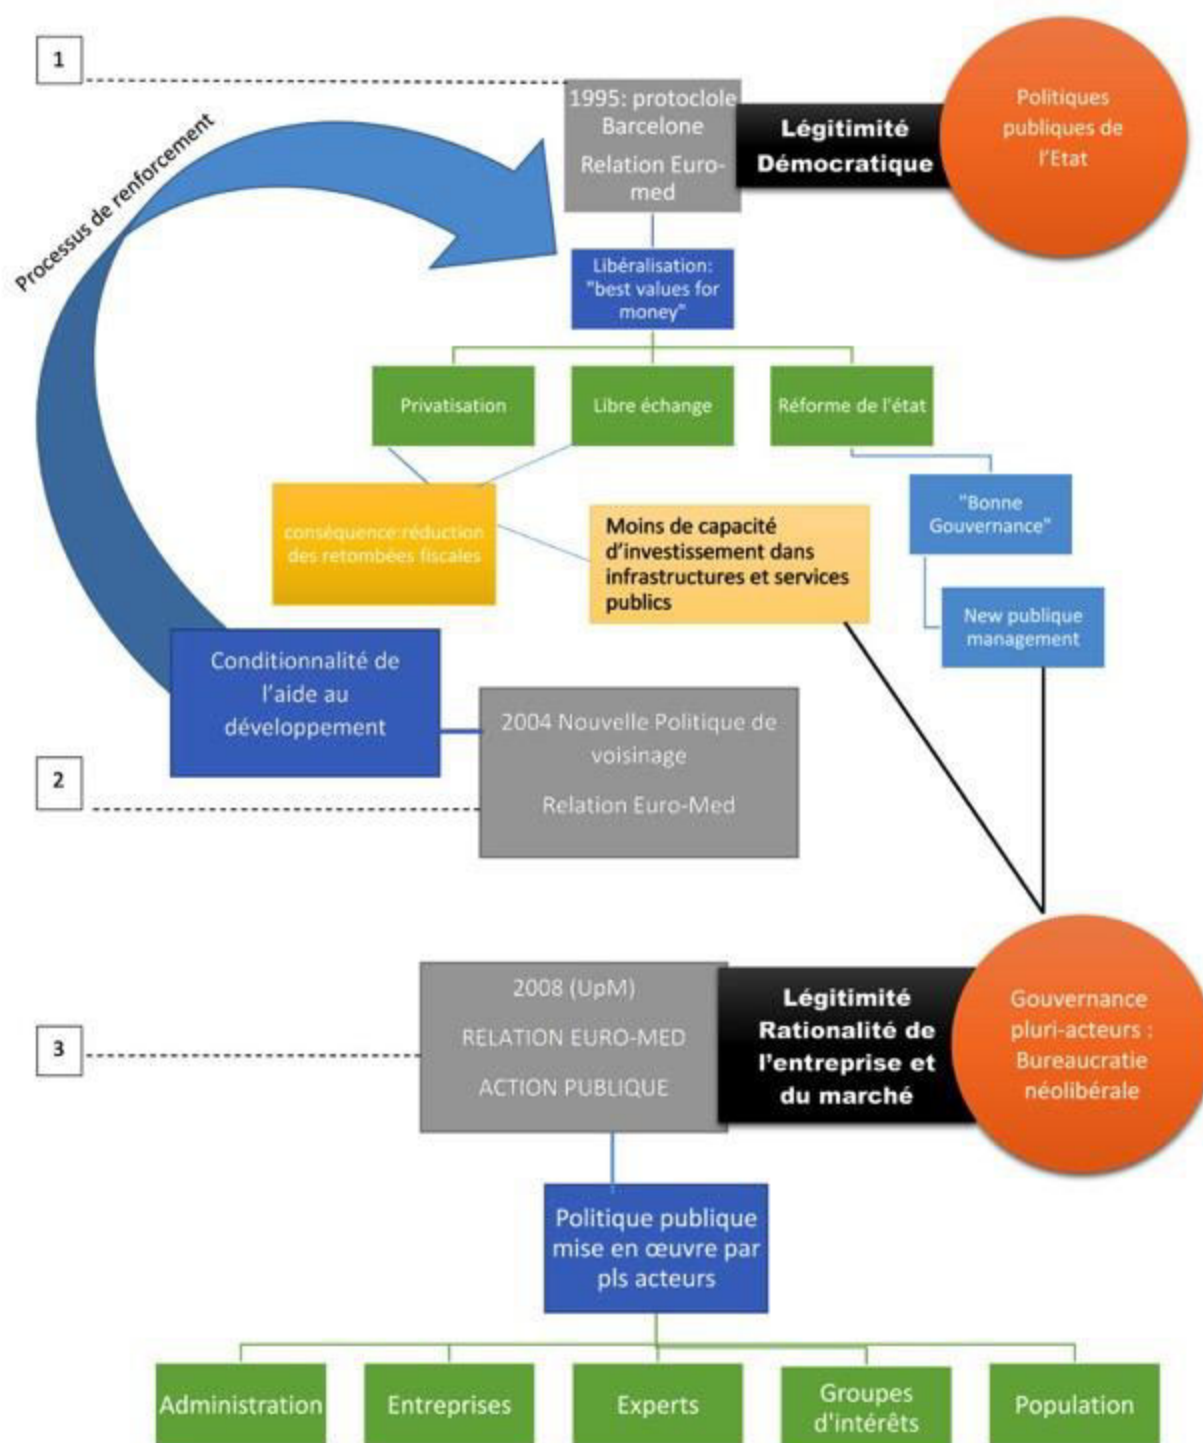 1
1995: protoclole
Barcelone
Relation Euro-
med
Légitimité
Démocratique
Politiques
publiques de
l'Etat
Processus de renforcement
Libéralisation:
"best values for
money"
Privatisation
Libre échange
Réforme de l'état
conséquence:réduction
des retombées fiscales
Moins de capacité
d'investissement dans
infrastructures et services
publics
"Bonne
Gouvernance"
New publique
management
Conditionnalité de
l'aide au
développement
2
2004 Nouvelle Politique de
voisinage
Relation Euro-Med
3
2008 (UpM)
RELATION EURO-MED
ACTION PUBLIQUE
Légitimité
Rationalité de
l'entreprise et
du marché
Gouvernance
pluri-acteurs :
Bureaucratie
néolibérale
Politique publique
mise en œuvre par
pls acteurs
Administration
Entreprises
Experts
Groupes
d'intérêts
Population